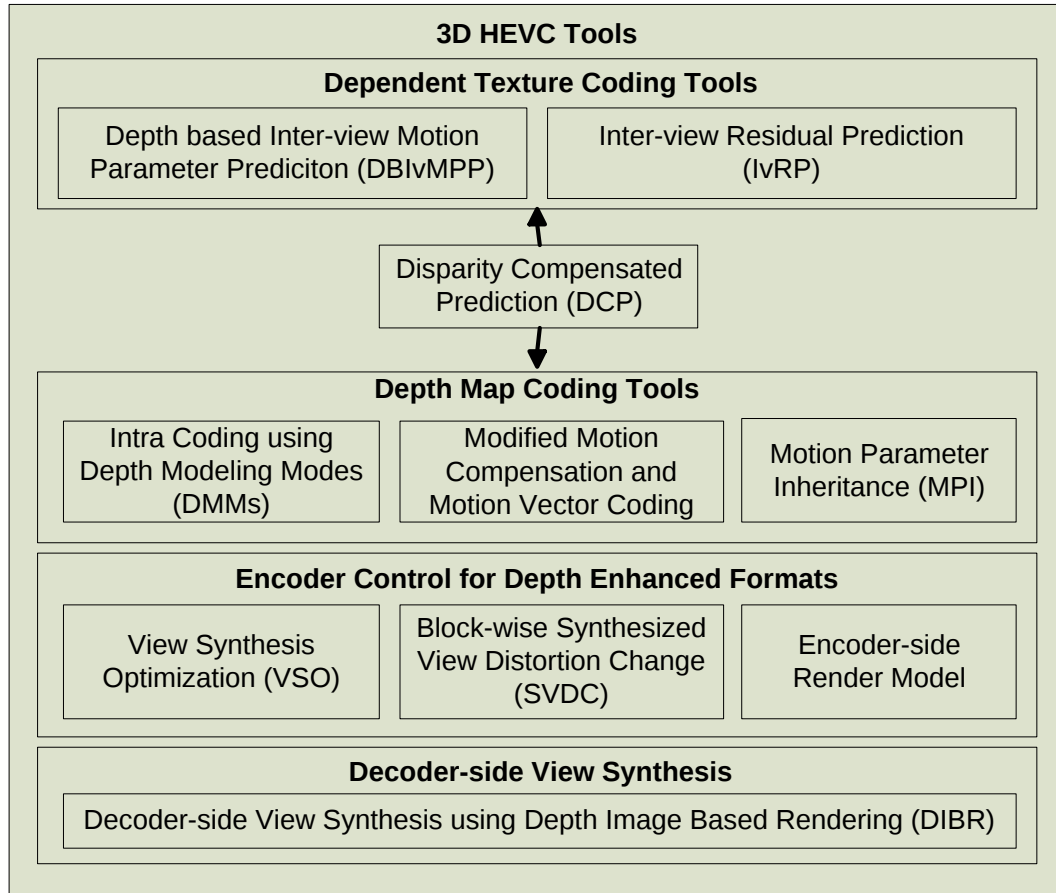 3D HEVC Tools
Dependent Texture Coding Tools
Depth based Inter-view Motion
Parameter Prediciton (DBIvMPP)
Inter-view Residual Prediction
(IvRP)
Disparity Compensated
Prediction (DCP)
Depth Map Coding Tools
Intra Coding using
Depth Modeling Modes
(DMMs)
Modified Motion
Compensation and
Motion Vector Coding
Motion Parameter
Inheritance (MPI)
Encoder Control for Depth Enhanced Formats
View Synthesis
Optimization (VSO)
Block-wise Synthesized
View Distortion Change
(SVDC)
Encoder-side
Render Model
Decoder-side View Synthesis
Decoder-side View Synthesis using Depth Image Based Rendering (DIBR)